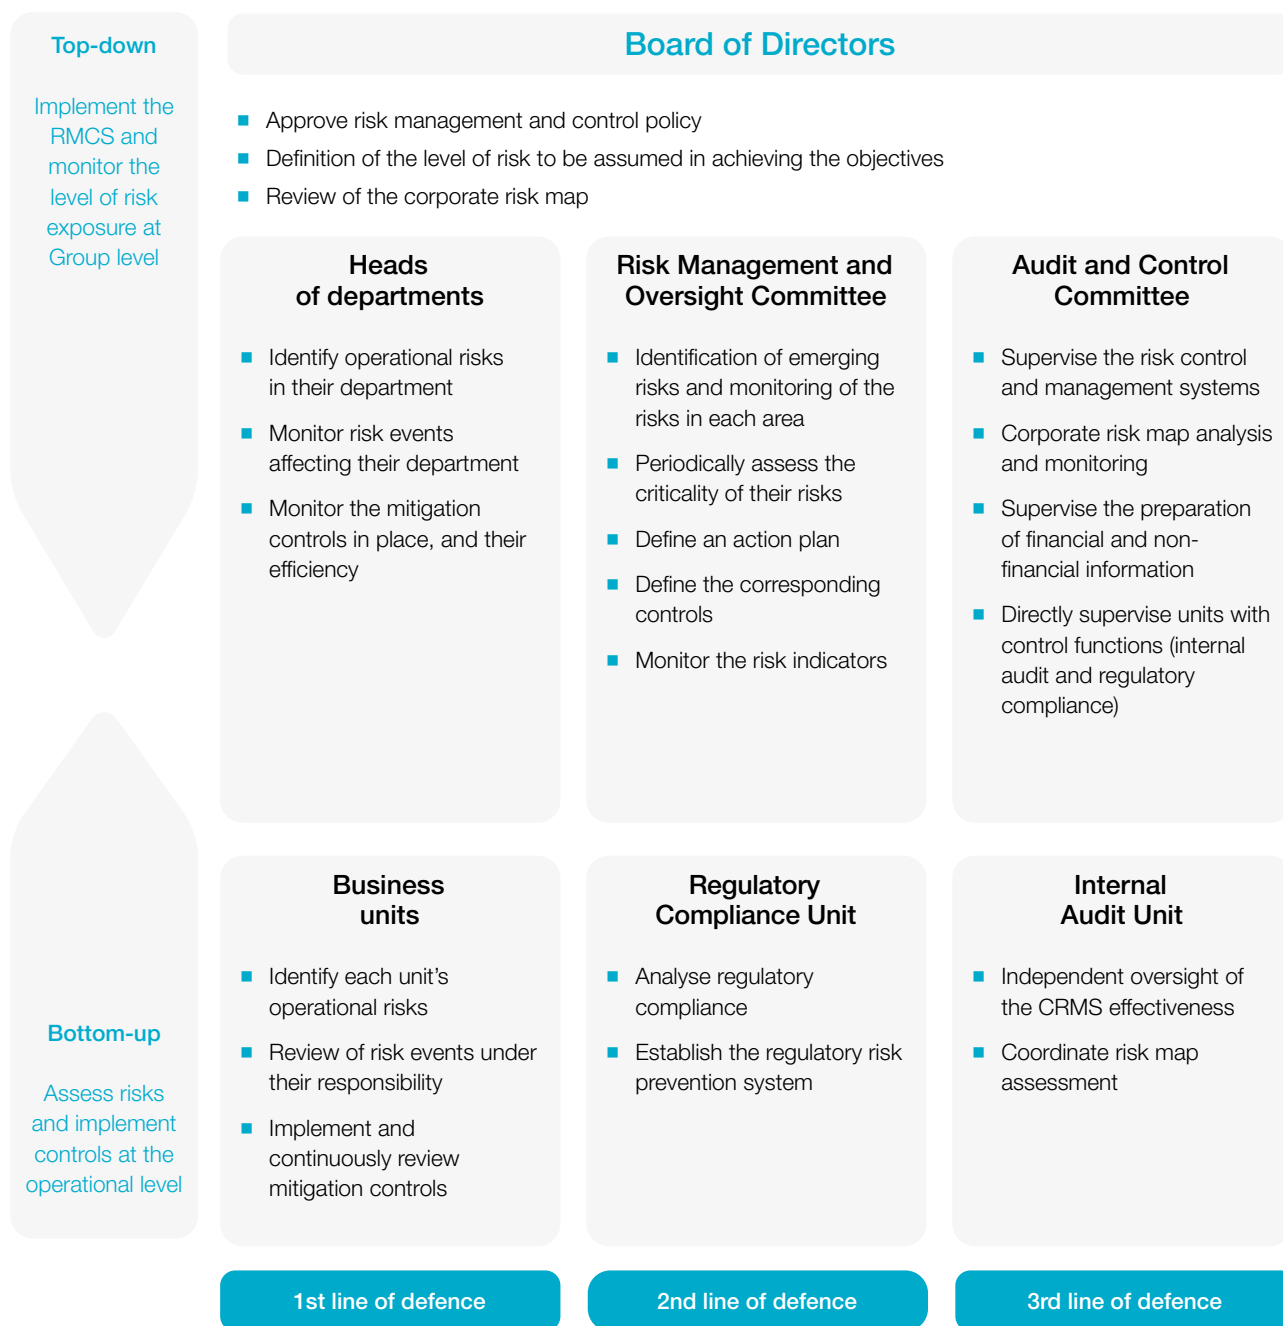 Top-down
Implement the
RMCS and
monitor the
level of risk
exposure at
Group level
Board of Directors
Approve risk management and control policy
Definition of the level of risk to be assumed in achieving the objectives
Review of the corporate risk map
Heads
of departments
Identify operational risks
in their department
Monitor risk events
affecting their department
Monitor the mitigation
controls in place, and their
efficiency
Risk Management and
Oversight Committee
Identification of emerging
risks and monitoring of the
risks in each area
Periodically assess the
criticality of their risks
Define an action plan
Define the corresponding
controls
Monitor the risk indicators
Audit and Control
Committee
Supervise the risk control
and management systems
Corporate risk map analysis
and monitoring
Supervise the preparation
of financial and non-
financial information
Directly supervise units with
control functions (internal
audit and regulatory
compliance)
Bottom-up
Assess risks
and implement
controls at the
operational level
Business
units
Identify each unit’s
operational risks
Review of risk events under
their responsibility
Implement and
continuously review
mitigation controls
Regulatory
Compliance Unit
Analyse regulatory
compliance
Establish the regulatory risk
prevention system
Internal
Audit Unit
Independent oversight of
the CRMS effectiveness
Coordinate risk map
assessment
1st line of defence
2nd line of defence
3rd line of defence